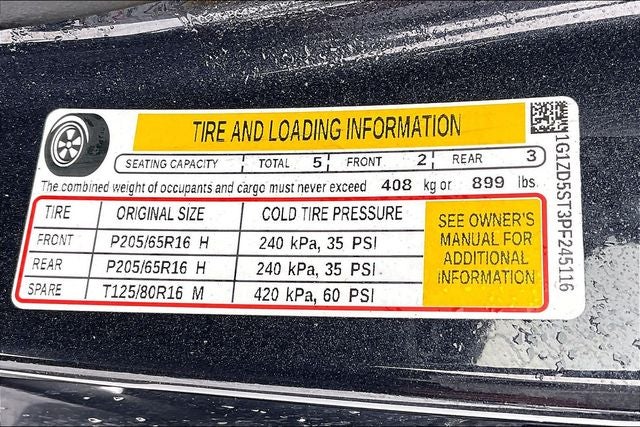 TIRE AND LOADING INFORMATION
SEATING CAPACITY TOTAL 5 FRONT 2 REAR 3
The combined weight of occupants and cargo must never exceed 408 kg or 899 lbs
TIRE ORIGINAL SIZE COLD TIRE PRESSURE
FRONT P205/65R16 H 240 kPa, 35 PSI
REAR P205/65R16 H 240 kPa, 35 PSI
SPARE T125/80R16 M 420 kPa, 60 PSI
SEE OWNER'S
MANUAL FOR
ADDITIONAL
INFORMATION
1G1ZD5ST3PF245116